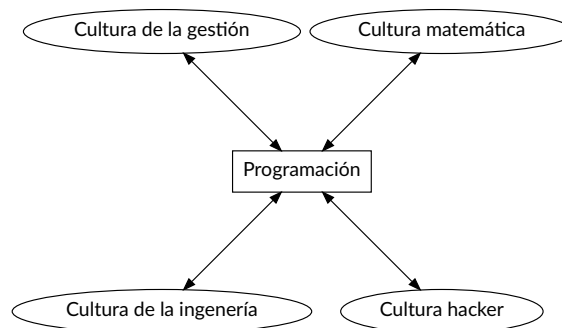 Cultura de la gestión
Cultura matemática
Programación
Cultura de la ingenería
Cultura hacker